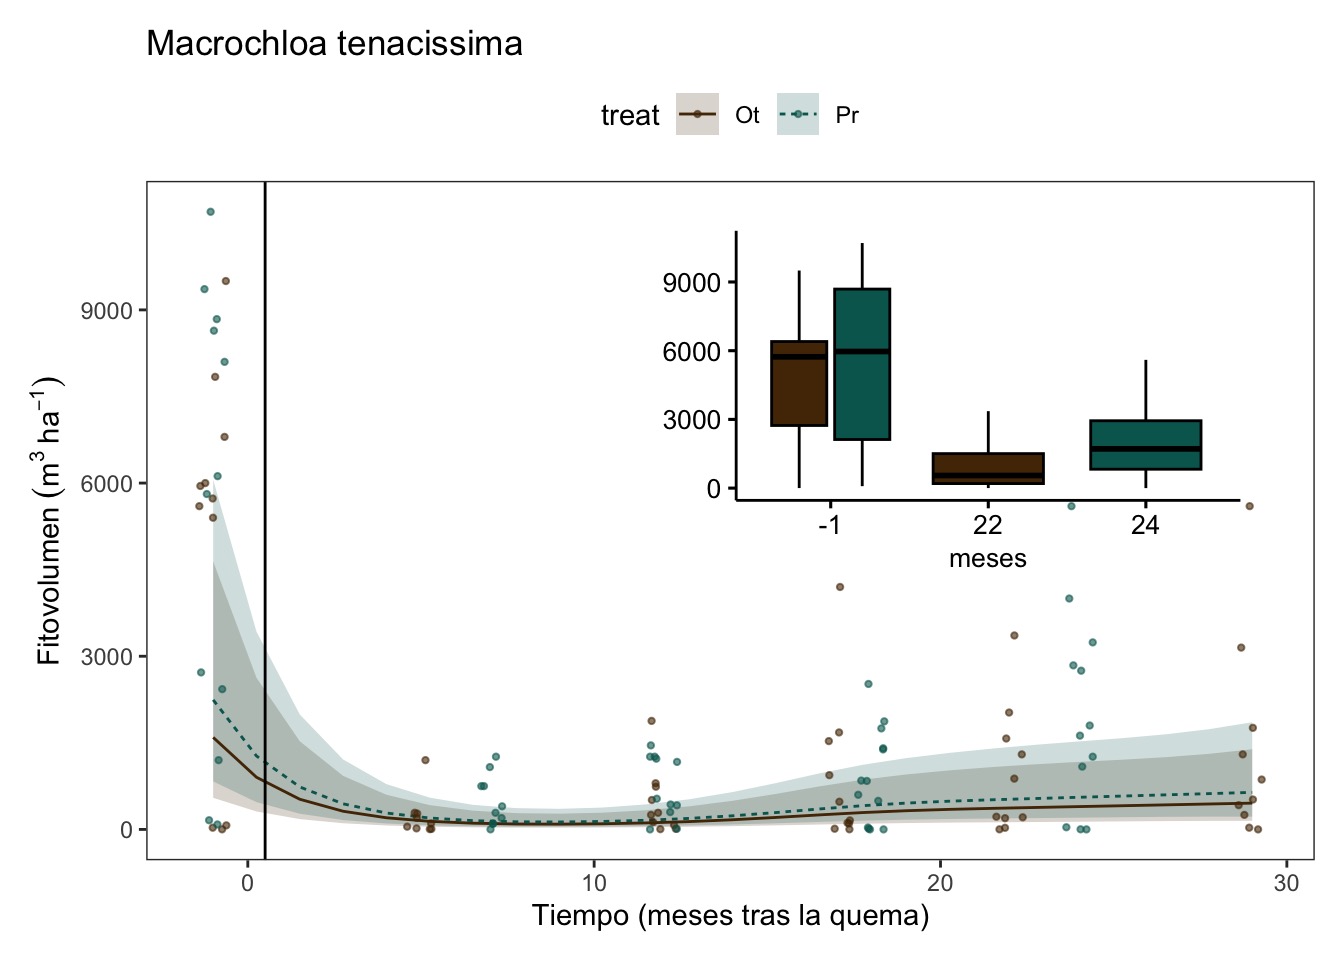 Macrochloa tenacissima
treat Ot Pr
Fitovolumen (m³ ha⁻¹)
9000
6000
3000
0
0 10 20 30
Tiempo (meses tras la quema)
9000
6000
3000
0
-1 22 24
meses